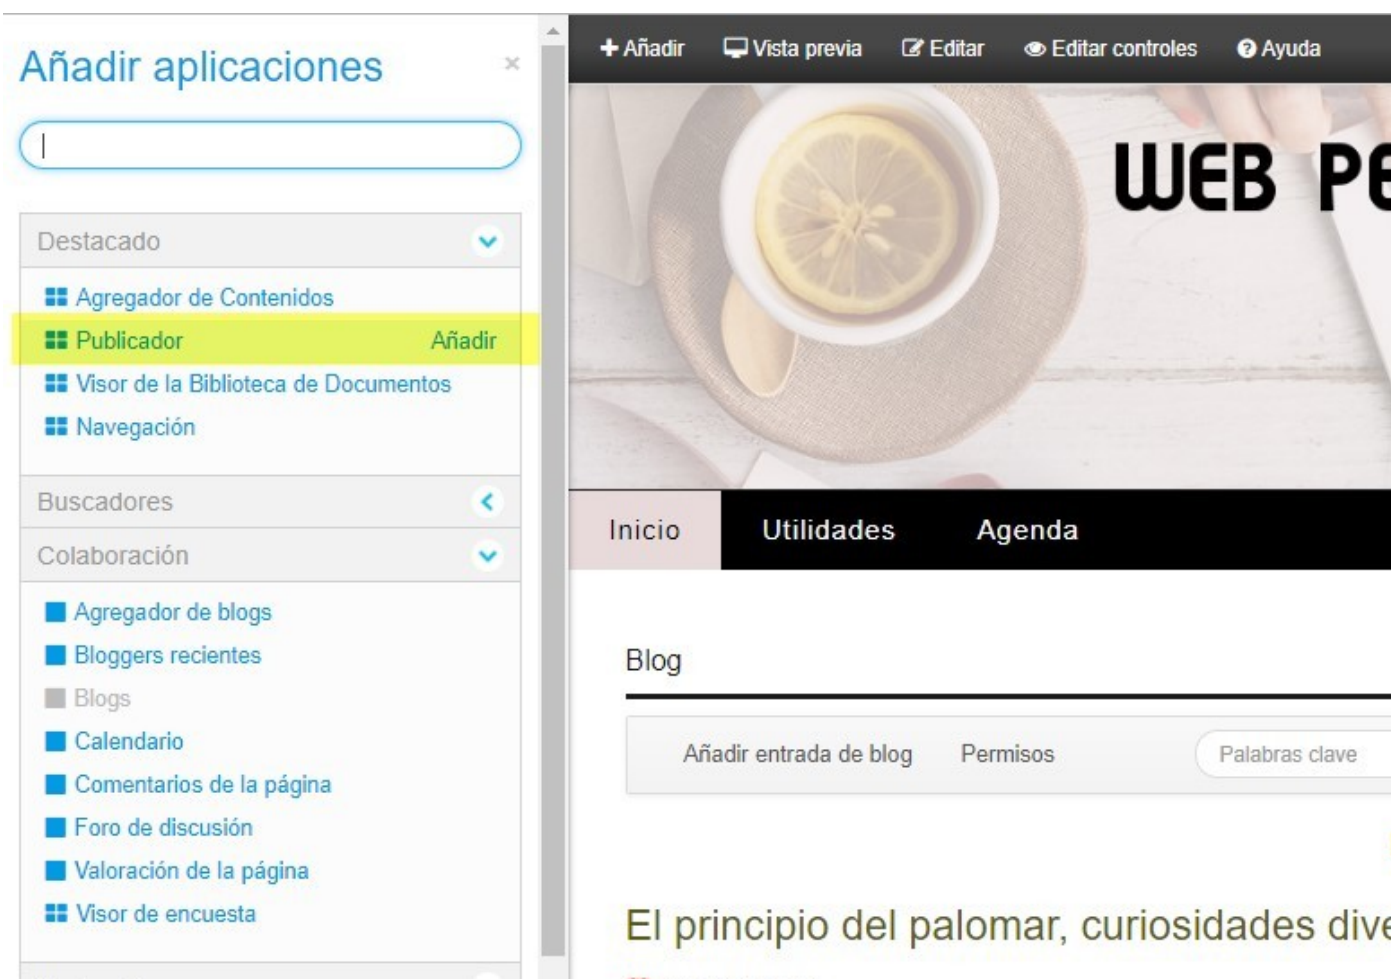 Añadir aplicaciones
×
Destacado
Agregador de Contenidos
Publicador Añadir
Visor de la Biblioteca de Documentos
Navegación
Buscadores
Colaboración
Agregador de blogs
Bloggers recientes
Blogs
Calendario
Comentarios de la página
Foro de discusión
Valoración de la página
Visor de encuesta
Añadir Vista previa Editar Editar controles Ayuda
WEB PE
Inicio Utilidades Agenda
Blog
Añadir entrada de blog Permisos Palabras clave
El principio del palomar, curiosidades dive